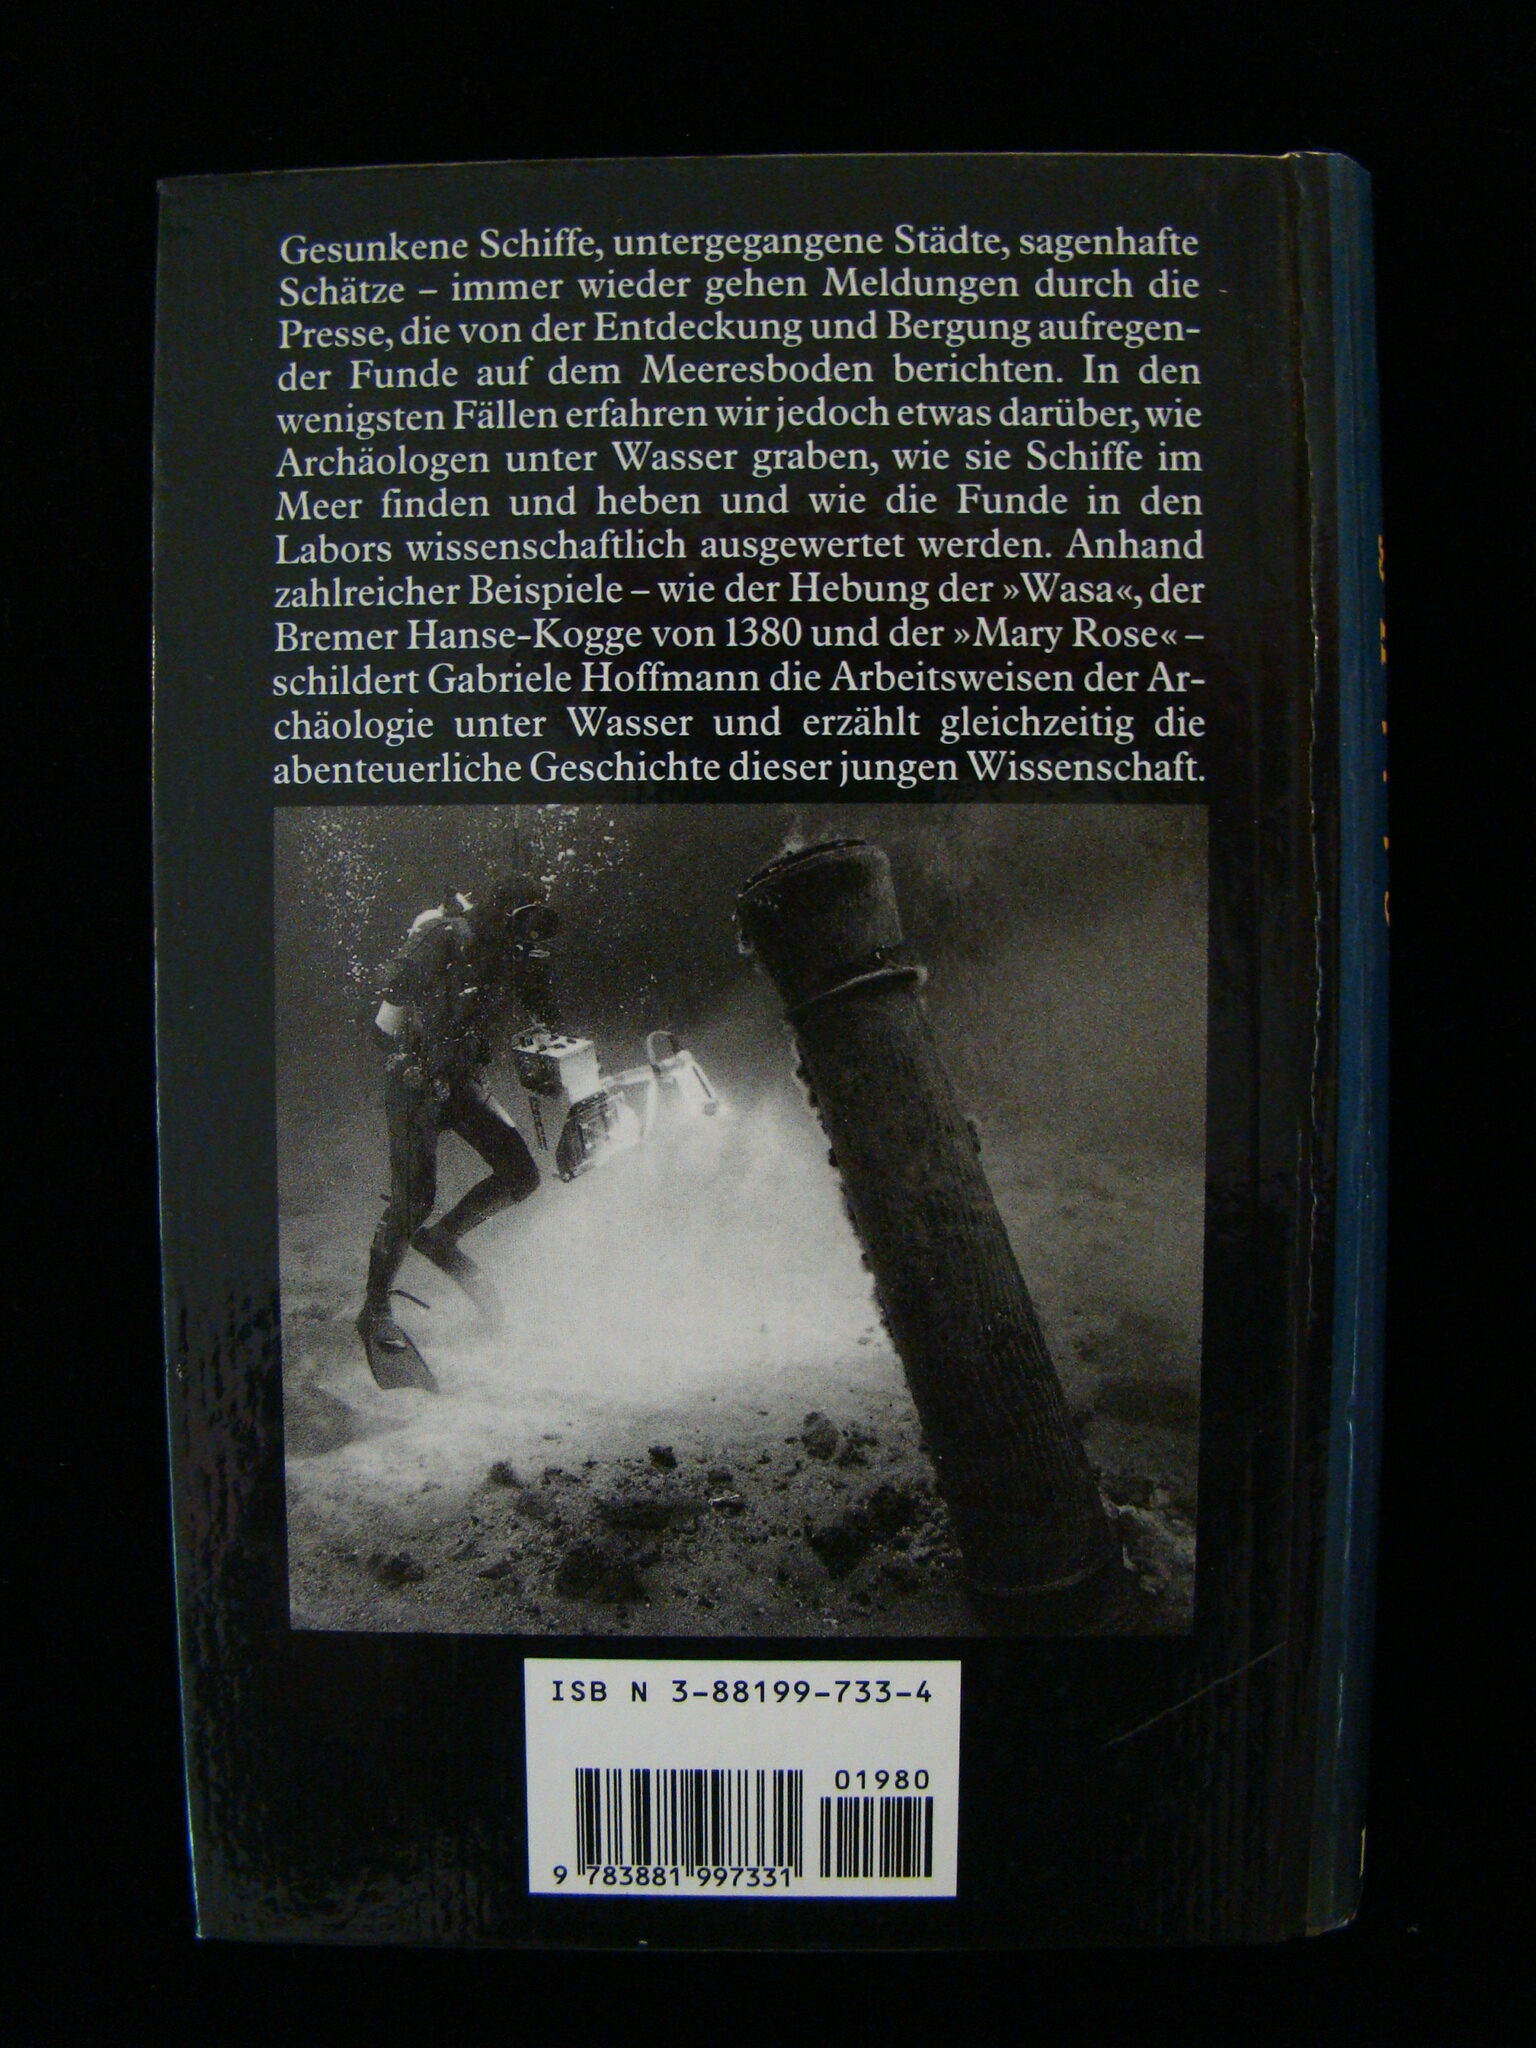 Gesunkene Schiffe, untergegangene Städte, sagenhafte
Schätze – immer wieder gehen Meldungen durch die
Presse, die von der Entdeckung und Bergung aufregen-
der Funde auf dem Meeresboden berichten. In den
wenigsten Fällen erfahren wir jedoch etwas darüber, wie
Archäologen unter Wasser graben, wie sie Schiffe im
Meer finden und heben und wie die Funde in den
Labors wissenschaftlich ausgewertet werden. Anhand
zahlreicher Beispiele – wie der Hebung der »Wasa«, der
Bremer Hanse-Kogge von 1380 und der »Mary Rose« –
schildert Gabriele Hoffmann die Arbeitsweisen der Ar-
chäologie unter Wasser und erzählt gleichzeitig die
abenteuerliche Geschichte dieser jungen Wissenschaft.
ISB N 3-88199-733-4
01980
9 783881 997331